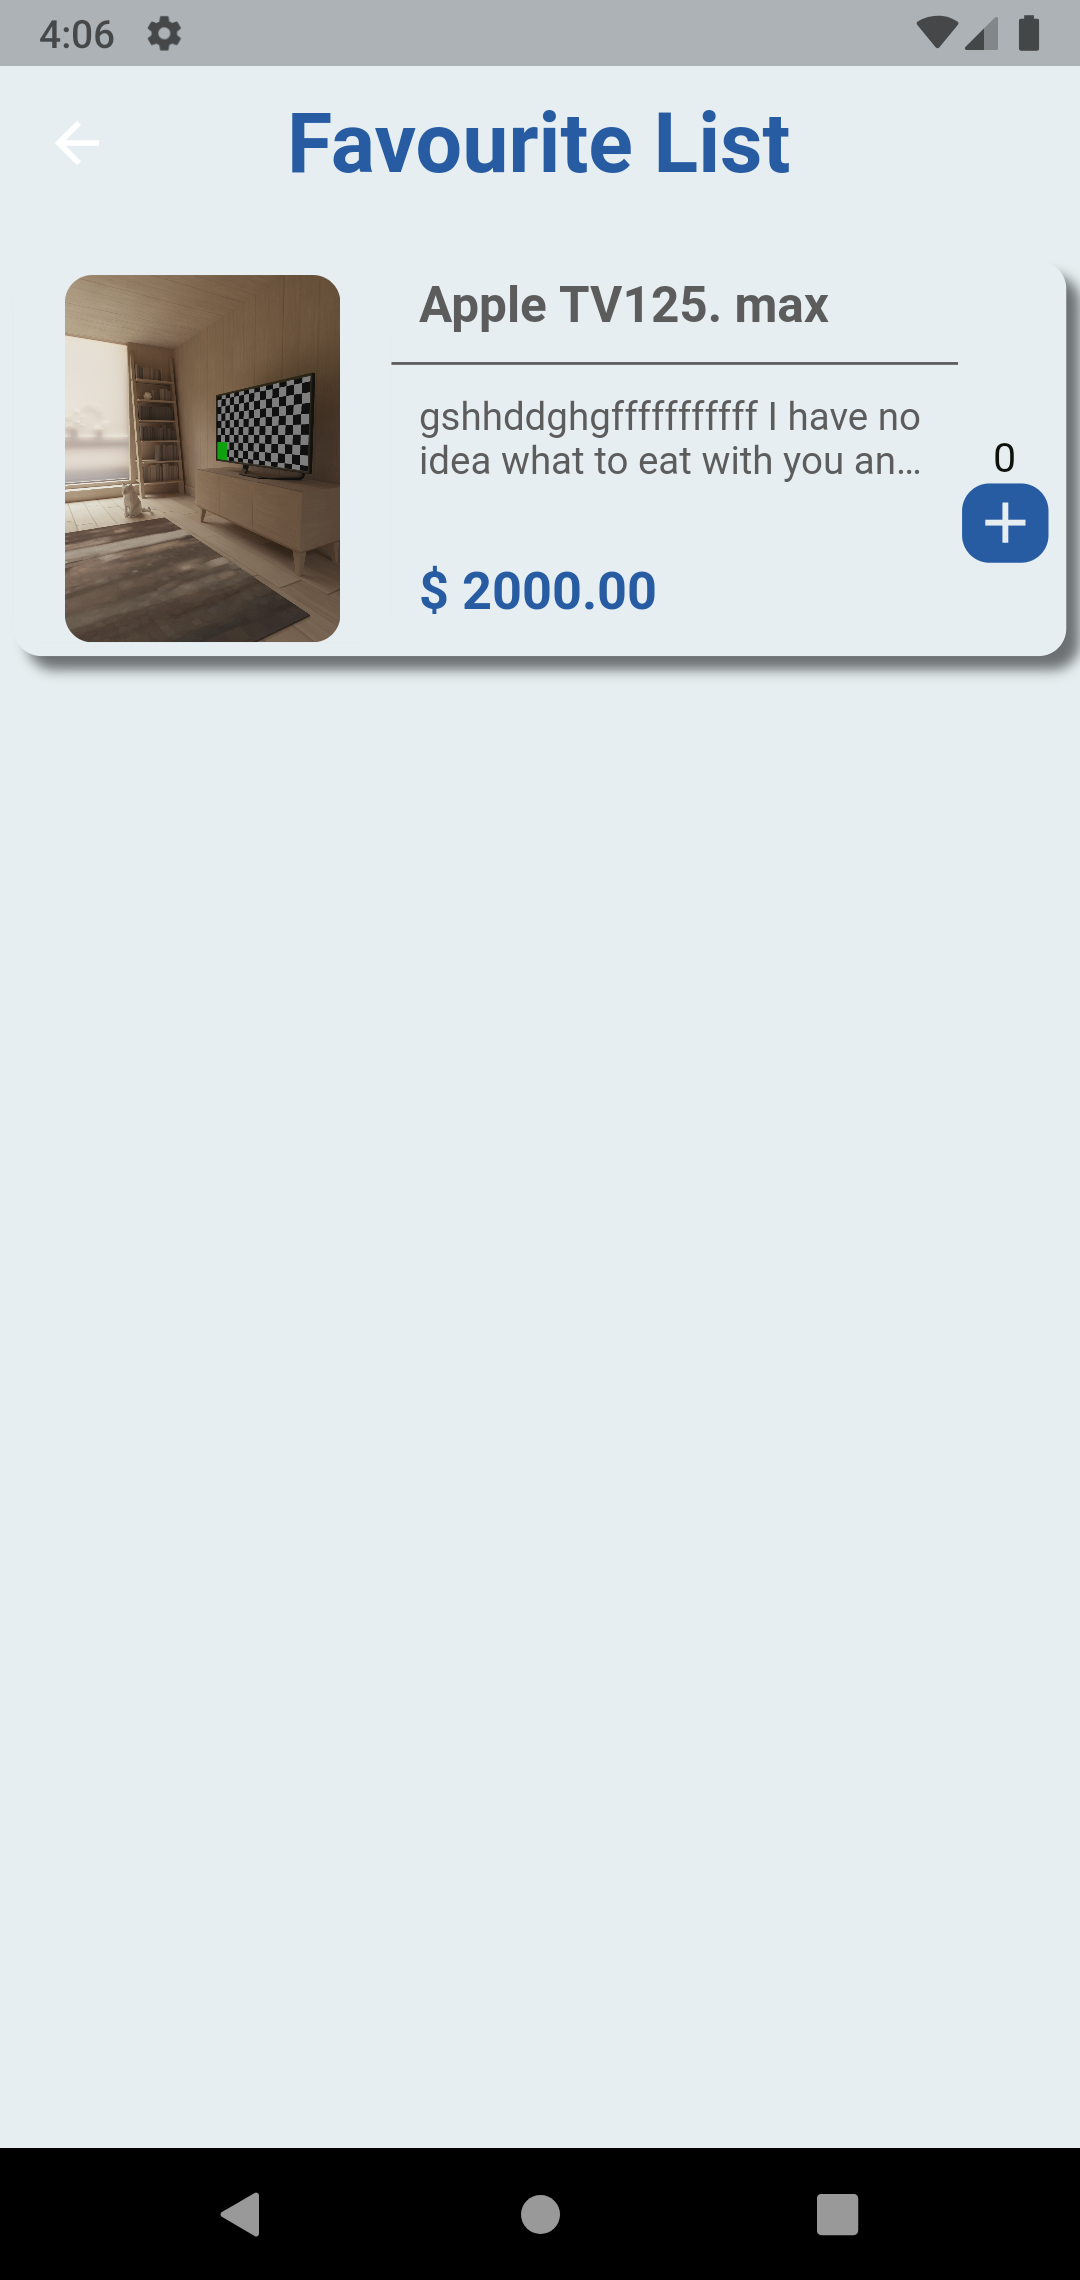 4:06
Favourite List
Apple TV125. max
gshhddghgfffffffffff I have no
idea what to eat with you an…
0
$ 2000.00